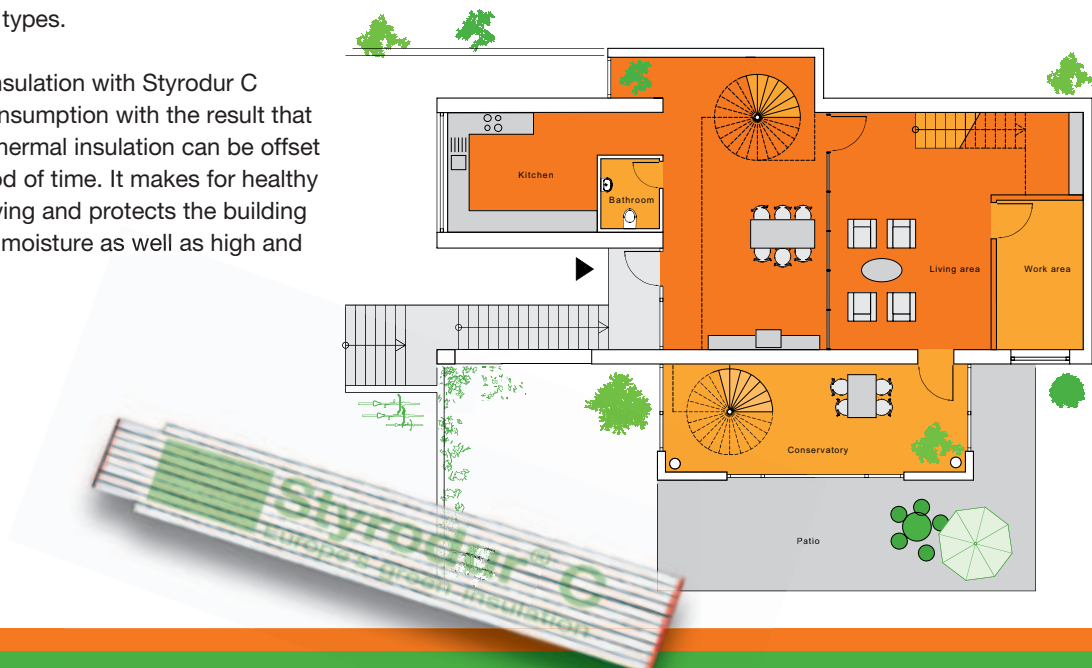 types.
nsulation with Styrodur C
nsumption with the result that
hermal insulation can be offset
od of time. It makes for healthy
ving and protects the building
moisture as well as high and
Kitchen
Bathroom
Living area
Work area
Conservatory
Patio
Styrodur® C
Europe's green insulation